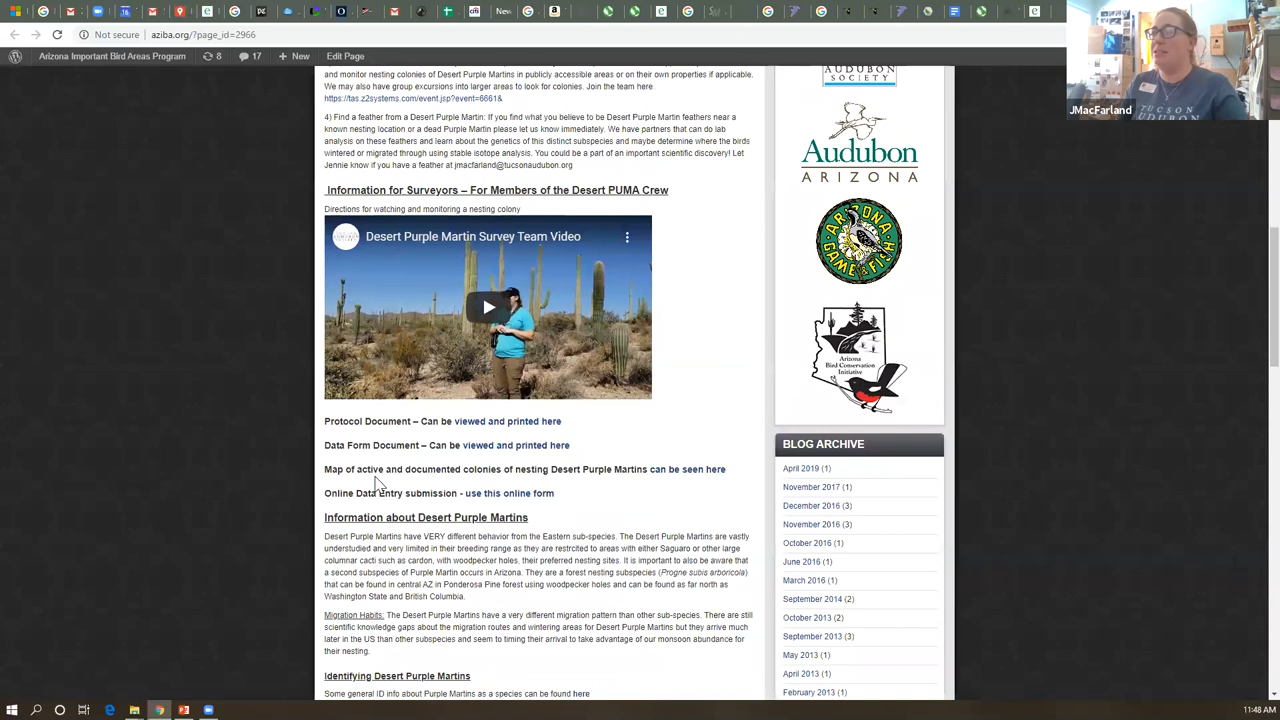 New
citi
Not secure
aziba.org/?page_id=2966
Arizona Important Bird Areas Program
8
17
+ New
Edit Page
JMacFarland
TUCSON
AUDUBON
and monitor nesting colonies of Desert Purple Martins in publicly accessible areas or on their own properties if applicable.
We may also have group excursions into larger areas to look for colonies. Join the team here.
https://tas.z2systems.com/event.jsp?event=6661&
4) Find a feather from a Desert Purple Martin: If you find what you believe to be Desert Purple Martin feathers near a
known nesting location or a dead Purple Martin please let us know immediately. We have partners that can do lab
analysis on these feathers and learn about the genetics of this distinct subspecies and maybe determine where the birds
wintered or migrated through using stable isotope analysis. You could be a part of an important scientific discovery! Let
Jennie know if you have a feather at jmacfarland@tucsonaudubon.org
Information for Surveyors – For Members of the Desert PUMA Crew
Directions for watching and monitoring a nesting colony
Desert Purple Martin Survey Team Video
Protocol Document – Can be viewed and printed here
Data Form Document – Can be viewed and printed here
Map of active and documented colonies of nesting Desert Purple Martins can be seen here
Online Data Entry submission - use this online form
Information about Desert Purple Martins
Desert Purple Martins have VERY different behavior from the Eastern sub-species. The Desert Purple Martins are vastly
understudied and very limited in their breeding range as they are restrcited to areas with either Saguaro or other large
columnar cacti such as cardon, with woodpecker holes, their preferred nesting sites. It is important to also be aware that
a second subspecies of Purple Martin occurs in Arizona. They are a forest nesting subspecies (Progne subis arboricola)
that can be found in central AZ in Ponderosa Pine forest using woodpecker holes and can be found as far north as
Washington State and British Columbia.
Migration Habits: The Desert Purple Martins have a very different migration pattern than other sub-species. There are still
scientific knowledge gaps about the migration routes and wintering areas for Desert Purple Martins but they arrive much
later in the US than other subspecies and seem to timing their arrival to take advantage of our monsoon abundance for
their nesting.
Identifying Desert Purple Martins
Some general ID info about Purple Martins as a species can be found here
AUDUBON
SOCIETY
Audubon
ARIZONA
ARIZONA
GAME & FISH
Arizona
Bird Conservation
Initiative
BLOG ARCHIVE
April 2019 (1)
November 2017 (1)
December 2016 (3)
November 2016 (3)
October 2016 (1)
June 2016 (1)
March 2016 (1)
September 2014 (2)
October 2013 (2)
September 2013 (3)
May 2013 (1)
April 2013 (1)
February 2013 (1)
11:48 AM